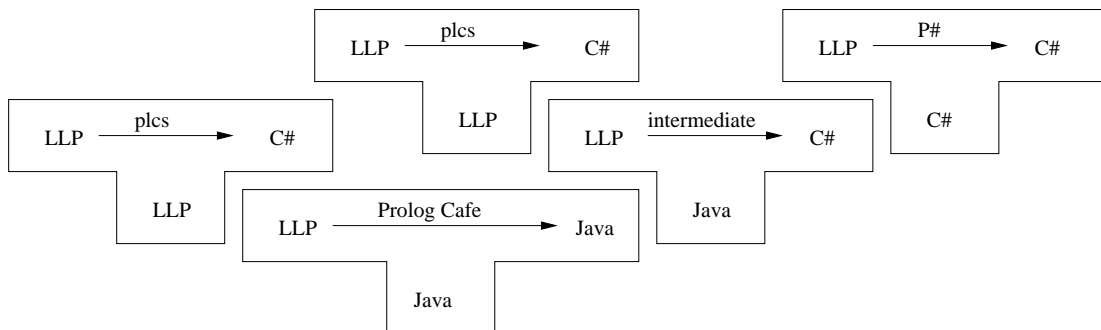 plcs
LLP C#
LLP
P#
LLP C#
C#
plcs
LLP C#
LLP
intermediate
LLP C#
Java
Prolog Cafe
LLP Java
Java